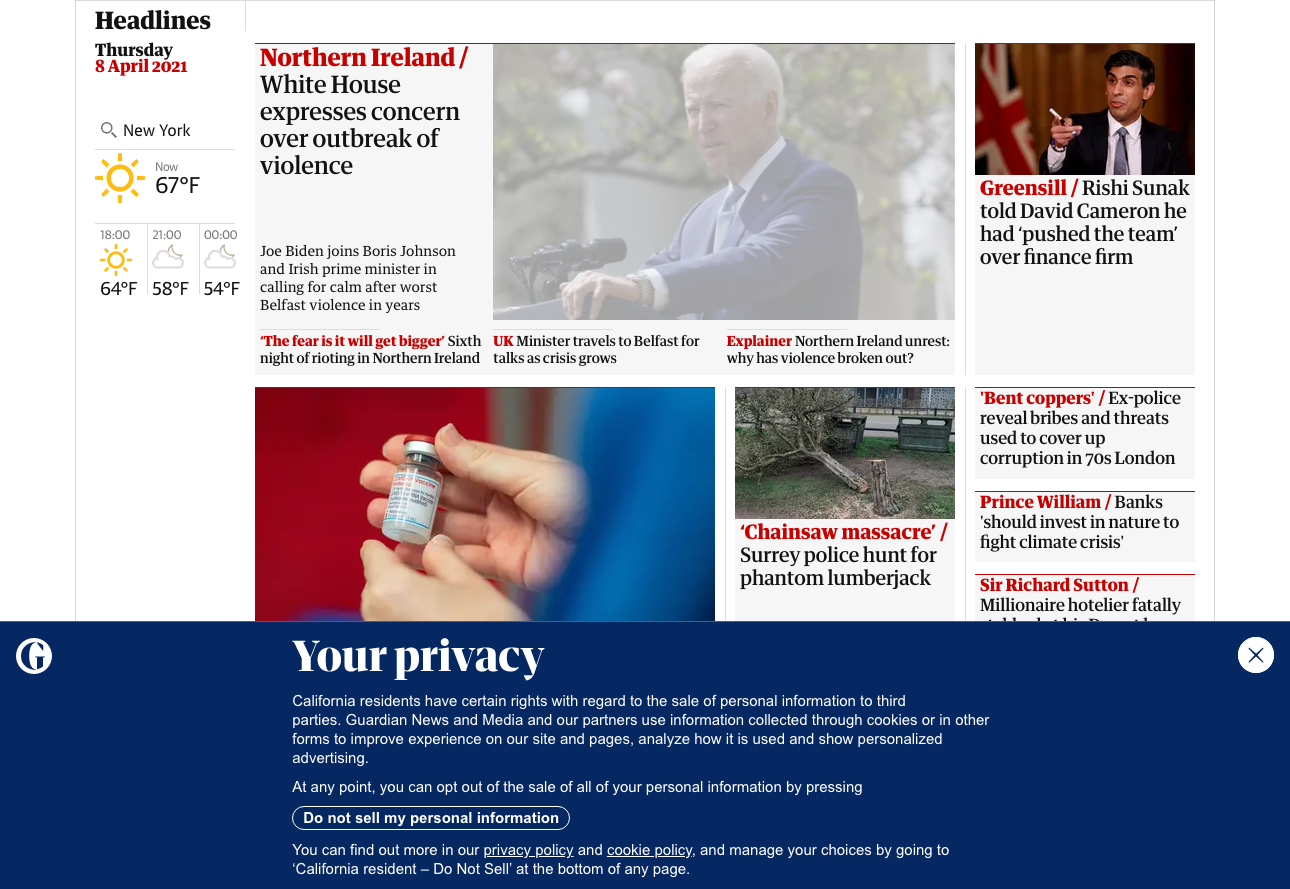 Headlines
Thursday
8 April 2021
New York
Now
67°F
18:00
21:00
00:00
64°F
58°F
54°F
Northern Ireland /
White House
expresses concern
over outbreak of
violence
Joe Biden joins Boris Johnson
and Irish prime minister in
calling for calm after worst
Belfast violence in years
‘The fear is it will get bigger’ Sixth
night of rioting in Northern Ireland
UK Minister travels to Belfast for
talks as crisis grows
Explainer Northern Ireland unrest:
why has violence broken out?
Greensill / Rishi Sunak
told David Cameron he
had ‘pushed the team’
over finance firm
‘Chainsaw massacre’ /
Surrey police hunt for
phantom lumberjack
'Bent coppers' / Ex-police
reveal bribes and threats
used to cover up
corruption in 70s London
Prince William / Banks
'should invest in nature to
fight climate crisis'
Sir Richard Sutton /
Millionaire hotelier fatally
Your privacy
California residents have certain rights with regard to the sale of personal information to third
parties. Guardian News and Media and our partners use information collected through cookies or in other
forms to improve experience on our site and pages, analyze how it is used and show personalized
advertising.
At any point, you can opt out of the sale of all of your personal information by pressing
Do not sell my personal information
You can find out more in our privacy policy and cookie policy, and manage your choices by going to
‘California resident – Do Not Sell’ at the bottom of any page.